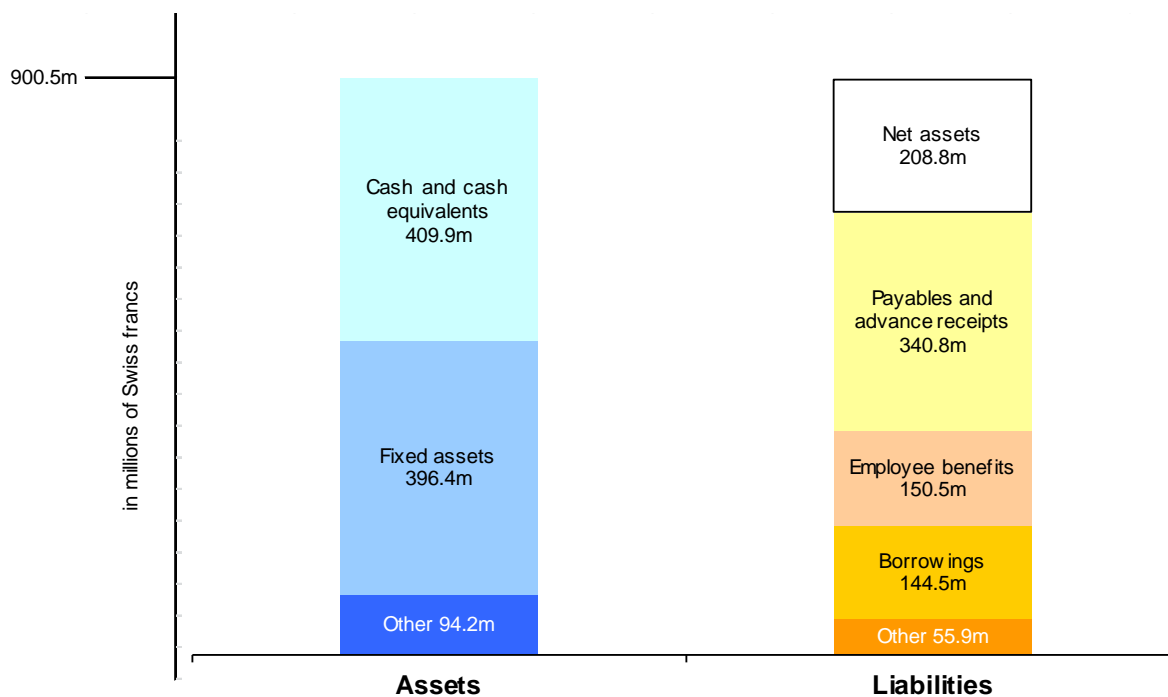 900.5m
in millions of Swiss francs
Cash and cash
equivalents
409.9m
Fixed assets
396.4m
Other 94.2m
Assets
Net assets
208.8m
Payables and
advance receipts
340.8m
Employee benefits
150.5m
Borrowings
144.5m
Other 55.9m
Liabilities